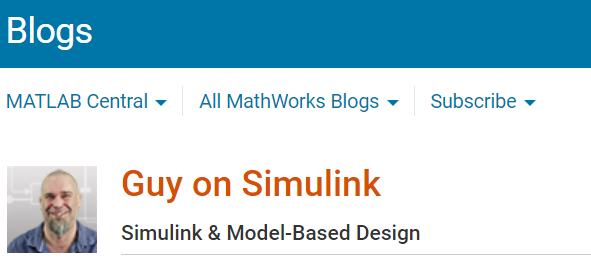 Blogs
MATLAB Central All MathWorks Blogs Subscribe
Guy on Simulink
Simulink & Model-Based Design